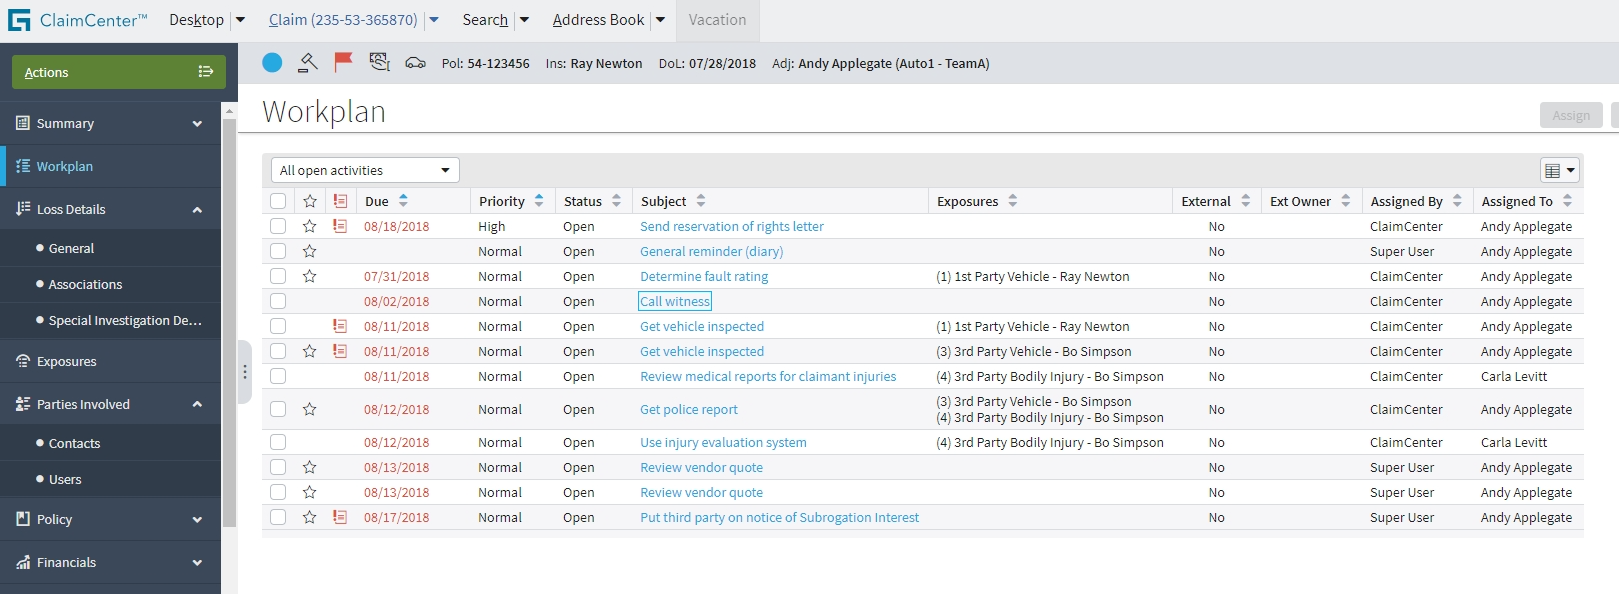 ClaimCenter™ Desktop Claim (235-53-365870) Search Address Book Vacation
Actions
Pol: 54-123456 Ins: Ray Newton DoL: 07/28/2018 Adj: Andy Applegate (Auto1 - TeamA)
Summary
Workplan
Loss Details
General
Associations
Special Investigation De...
Exposures
Parties Involved
Contacts
Users
Policy
Financials
Workplan
Assign
All open activities
Due Priority Status Subject Exposures External Ext Owner Assigned By Assigned To
08/18/2018 High Open Send reservation of rights letter No ClaimCenter Andy Applegate
Normal Open General reminder (diary) No Super User Andy Applegate
07/31/2018 Normal Open Determine fault rating (1) 1st Party Vehicle - Ray Newton No ClaimCenter Andy Applegate
08/02/2018 Normal Open Call witness No ClaimCenter Andy Applegate
08/11/2018 Normal Open Get vehicle inspected (1) 1st Party Vehicle - Ray Newton No ClaimCenter Andy Applegate
08/11/2018 Normal Open Get vehicle inspected (3) 3rd Party Vehicle - Bo Simpson No ClaimCenter Andy Applegate
08/11/2018 Normal Open Review medical reports for claimant injuries (4) 3rd Party Bodily Injury - Bo Simpson No ClaimCenter Carla Levitt
(3) 3rd Party Vehicle - Bo Simpson
08/12/2018 Normal Open Get police report No ClaimCenter Andy Applegate
(4) 3rd Party Bodily Injury - Bo Simpson
08/12/2018 Normal Open Use injury evaluation system (4) 3rd Party Bodily Injury - Bo Simpson No ClaimCenter Carla Levitt
08/13/2018 Normal Open Review vendor quote No Super User Andy Applegate
08/13/2018 Normal Open Review vendor quote No Super User Andy Applegate
08/17/2018 Normal Open Put third party on notice of Subrogation Interest No Super User Andy Applegate